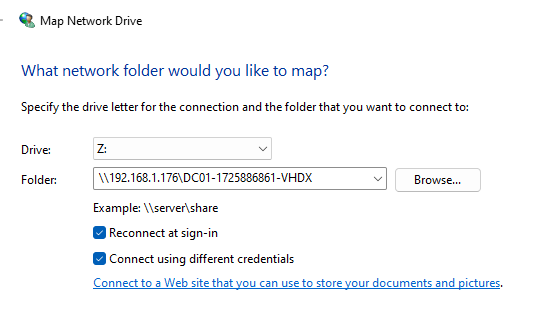 Map Network Drive
What network folder would you like to map?
Specify the drive letter for the connection and the folder that you want to connect to:
Drive: Z:
Folder: \\192.168.1.176\DC01-1725886861-VHDX Browse...
Example: \\server\share
Reconnect at sign-in
Connect using different credentials
Connect to a Web site that you can use to store your documents and pictures.